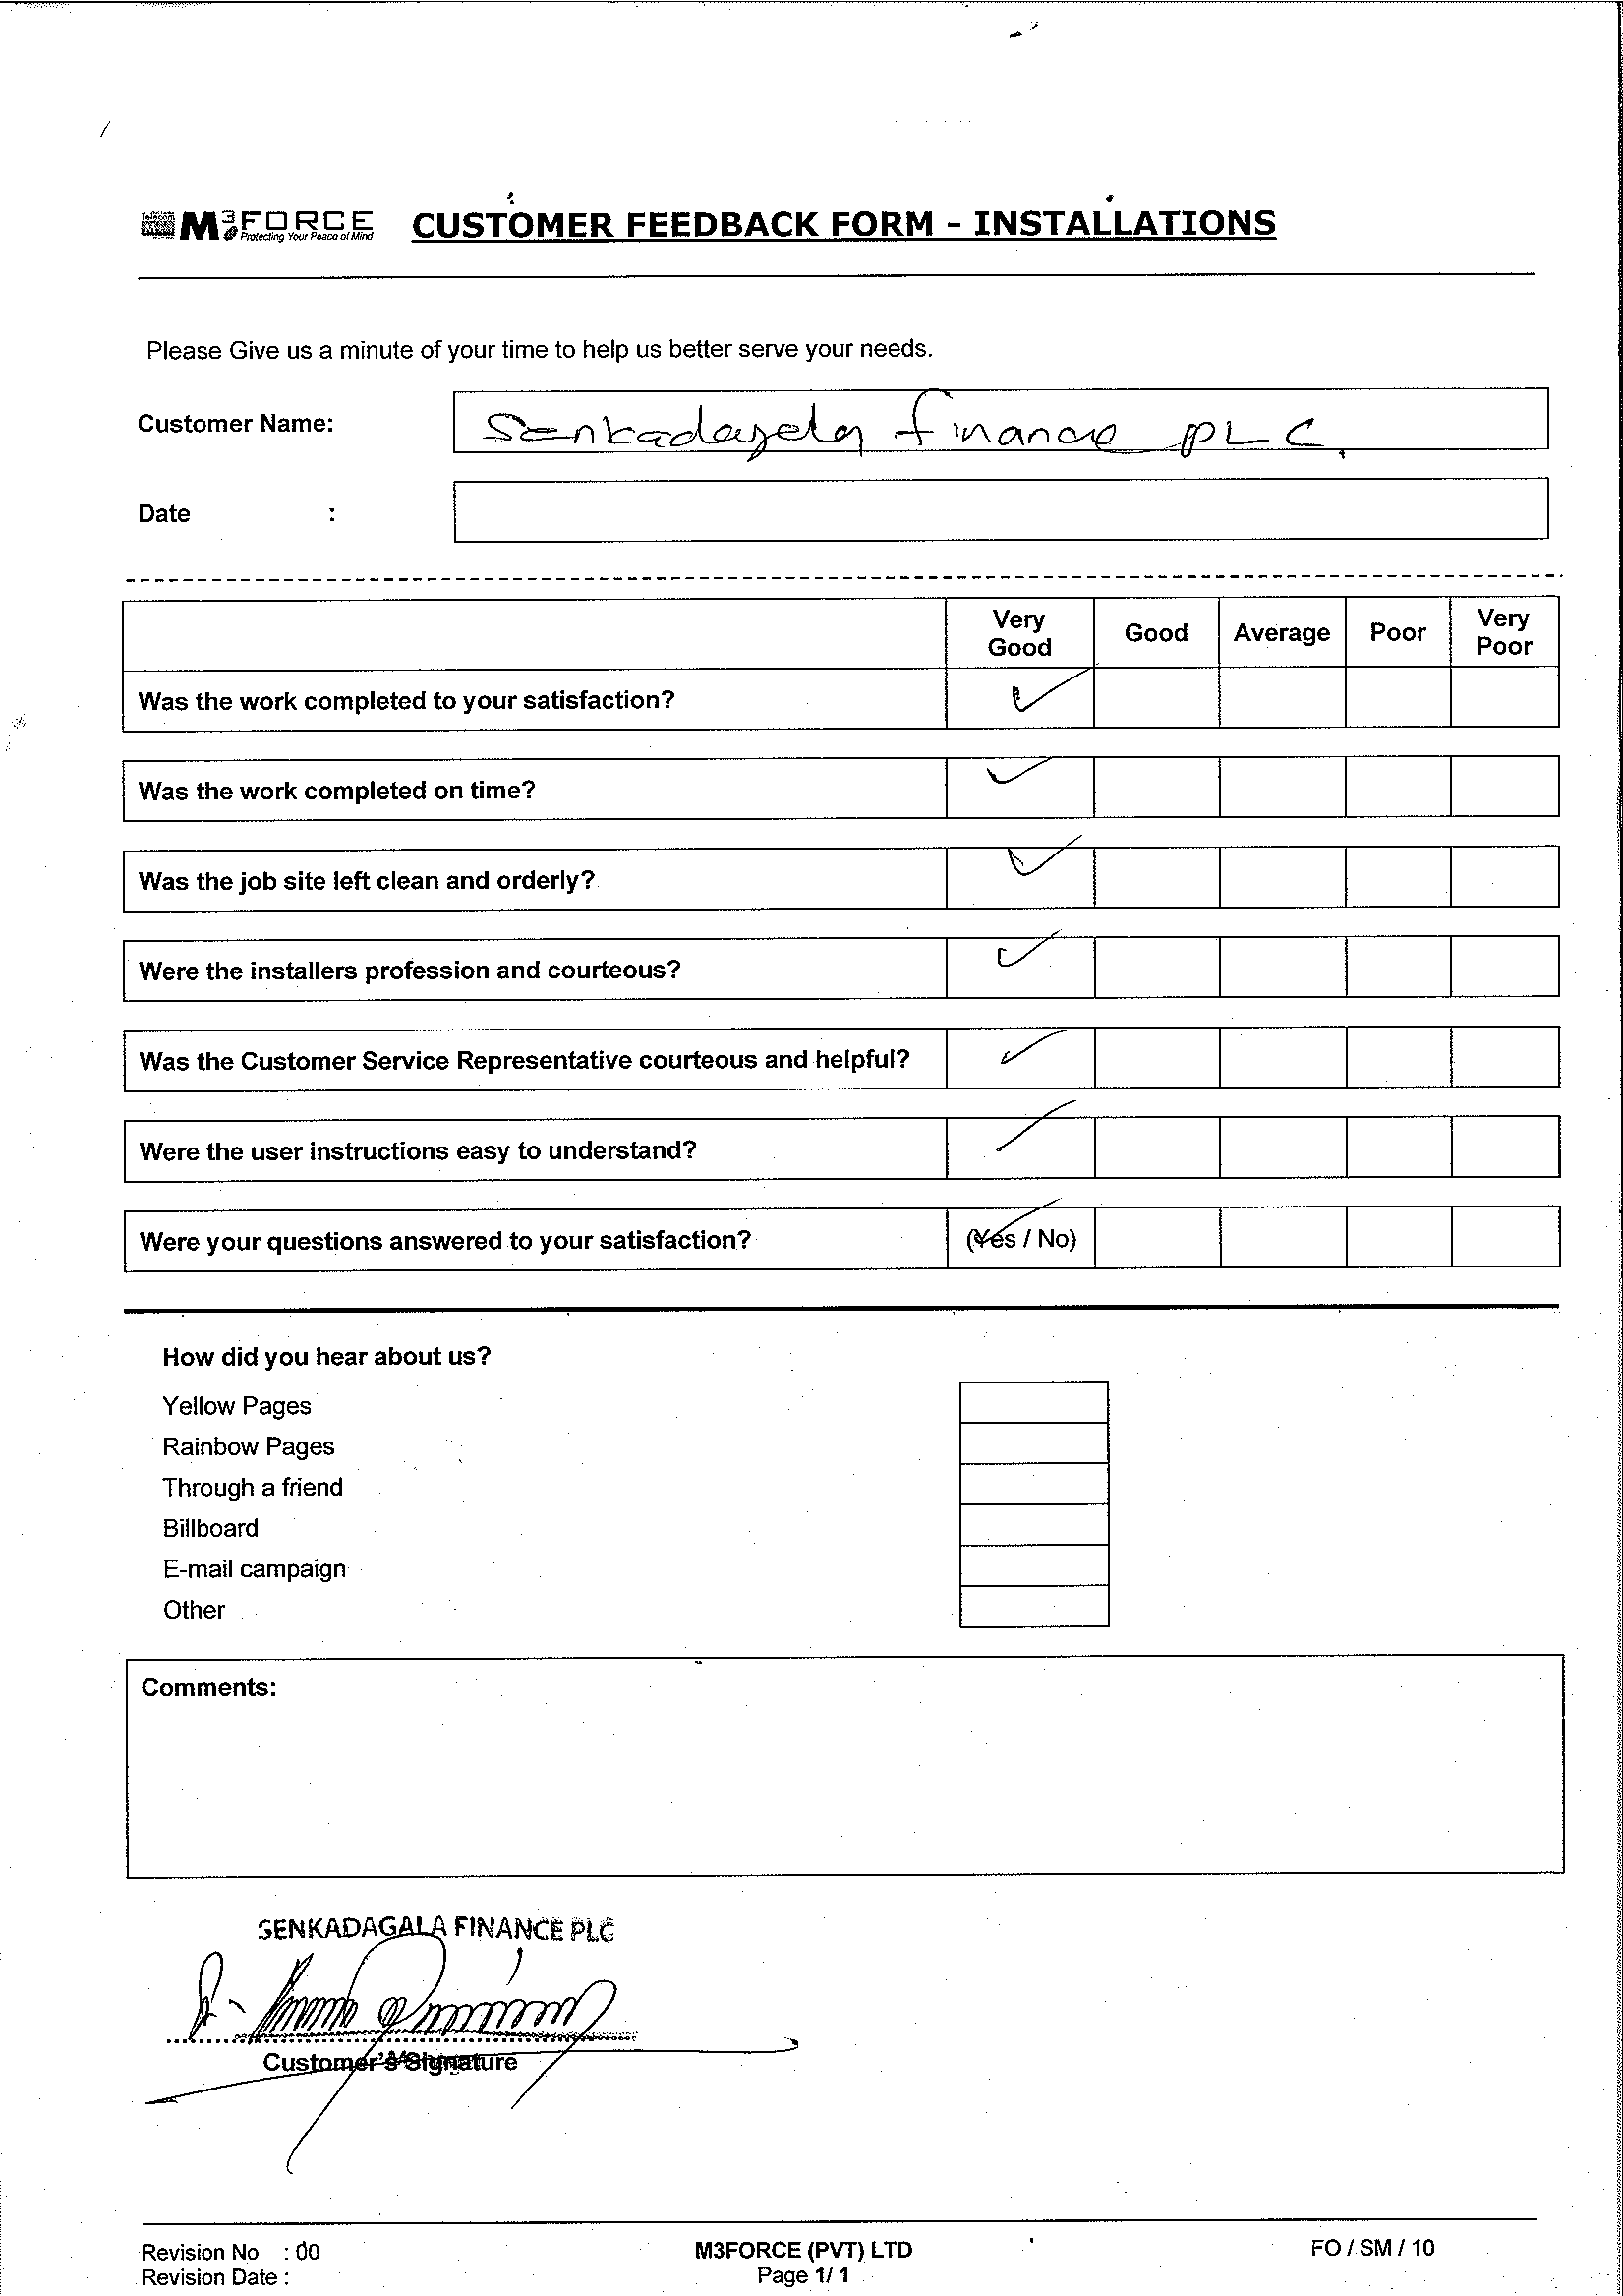 M3FORCE
Protecting Your Peace of Mind
CUSTOMER FEEDBACK FORM - INSTALLATIONS
Please Give us a minute of your time to help us better serve your needs.
Customer Name: Senkadagela finance PLC.
Date :
Very Good Good Average Poor Very Poor
Was the work completed to your satisfaction?
Was the work completed on time?
Was the job site left clean and orderly?
Were the installers profession and courteous?
Was the Customer Service Representative courteous and helpful?
Were the user instructions easy to understand?
Were your questions answered to your satisfaction? (Yes / No)
How did you hear about us?
Yellow Pages
Rainbow Pages
Through a friend
Billboard
E-mail campaign
Other
Comments:
SENKADAGALA FINANCE PLC
Customer's Signature
Revision No : 00 M3FORCE (PVT) LTD FO / SM / 10
Revision Date : Page 1/ 1